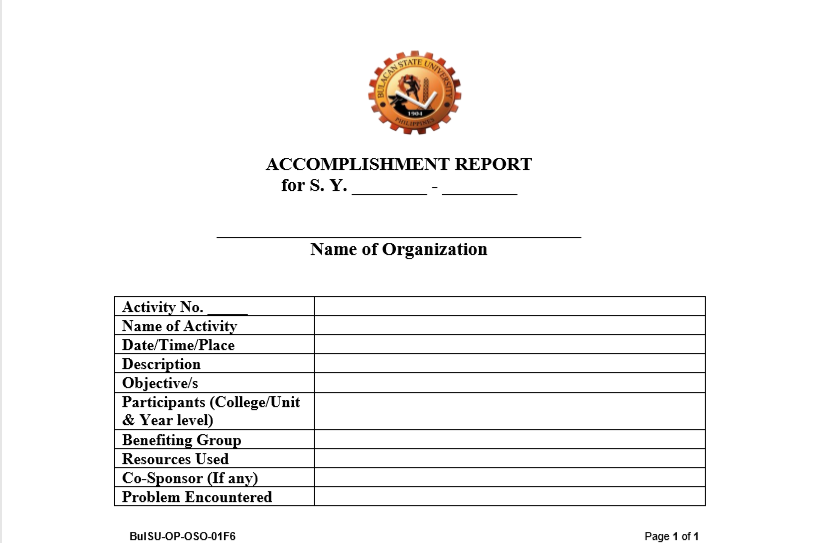 BULACAN STATE UNIVERSITY
1904
PHILIPPINES
ACCOMPLISHMENT REPORT
for S. Y. ________ - ________
Name of Organization
Activity No. _____
Name of Activity
Date/Time/Place
Description
Objective/s
Participants (College/Unit
& Year level)
Benefiting Group
Resources Used
Co-Sponsor (If any)
Problem Encountered
BulSU-OP-OSO-01F6
Page 1 of 1